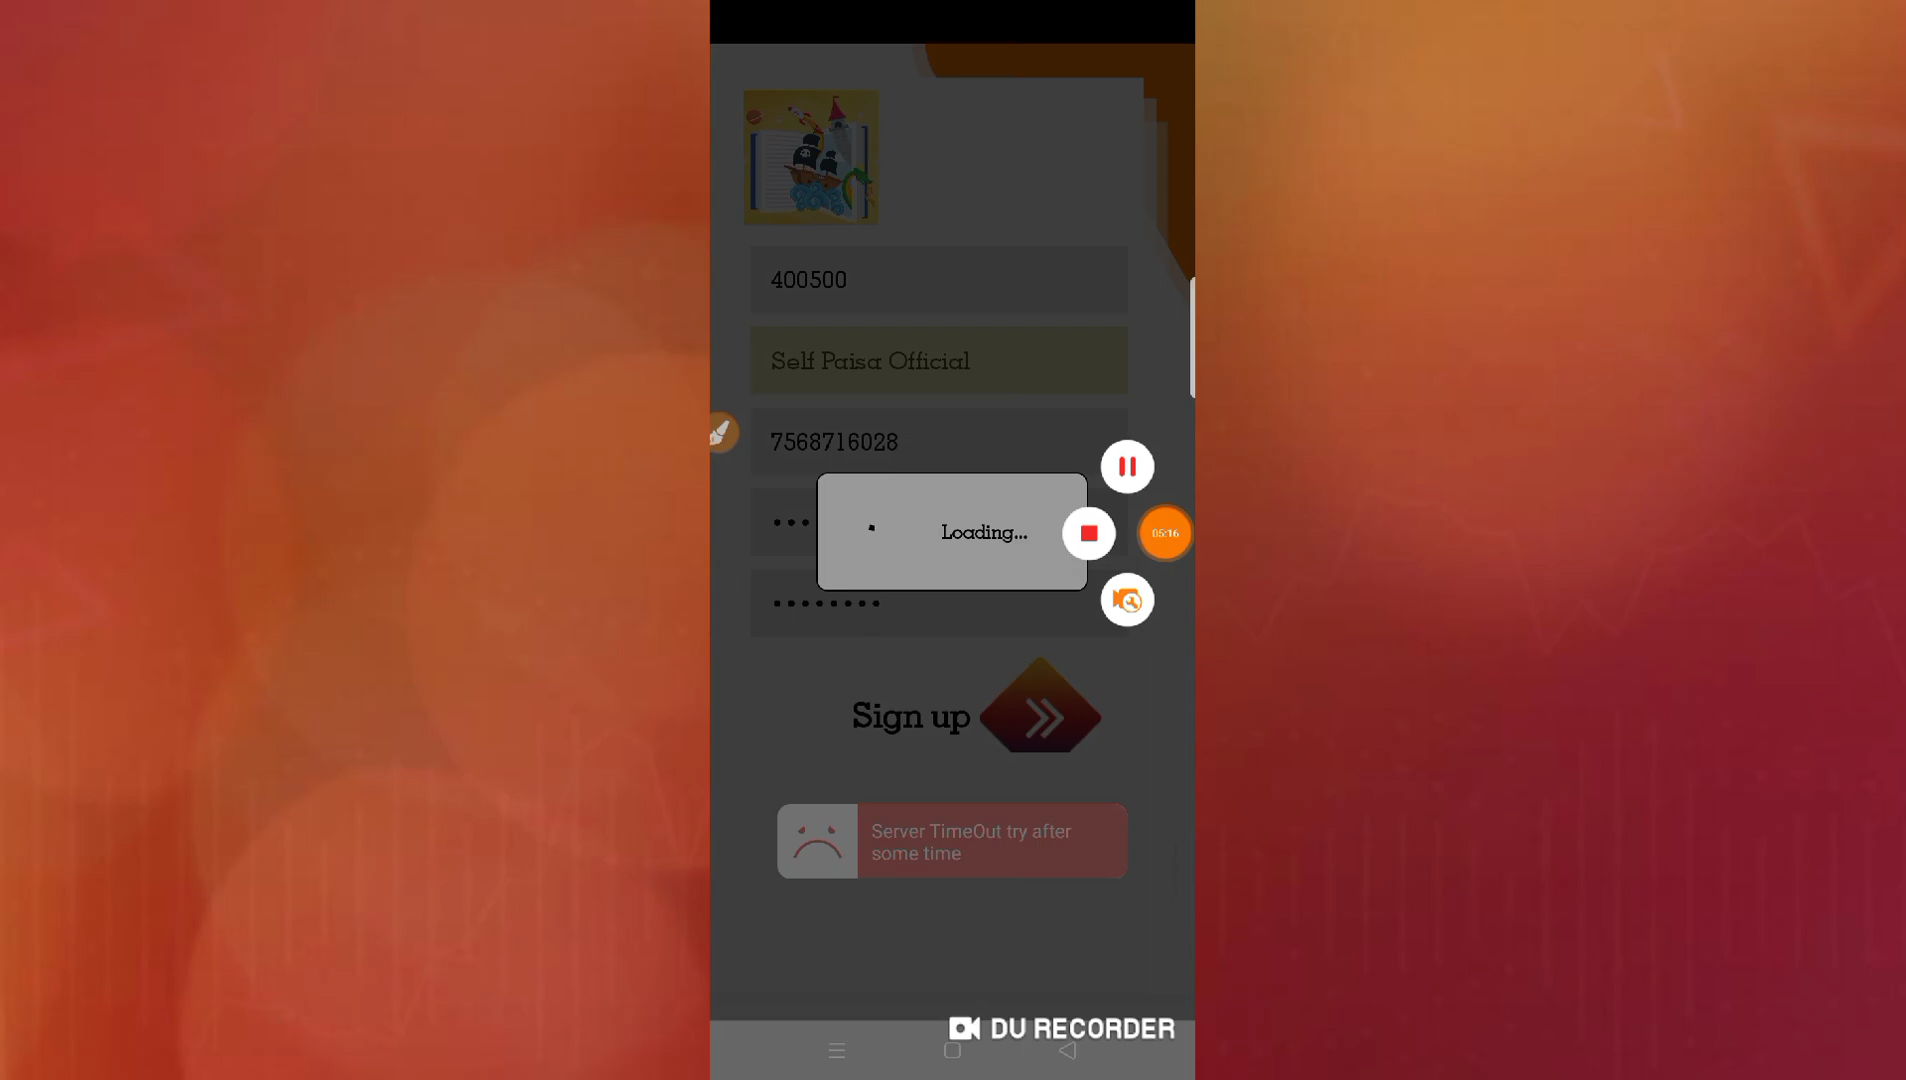 400500
Self Paisa Official
7568716028
Loading...
05:16
Sign up
Server TimeOut try after
some time
DU RECORDER